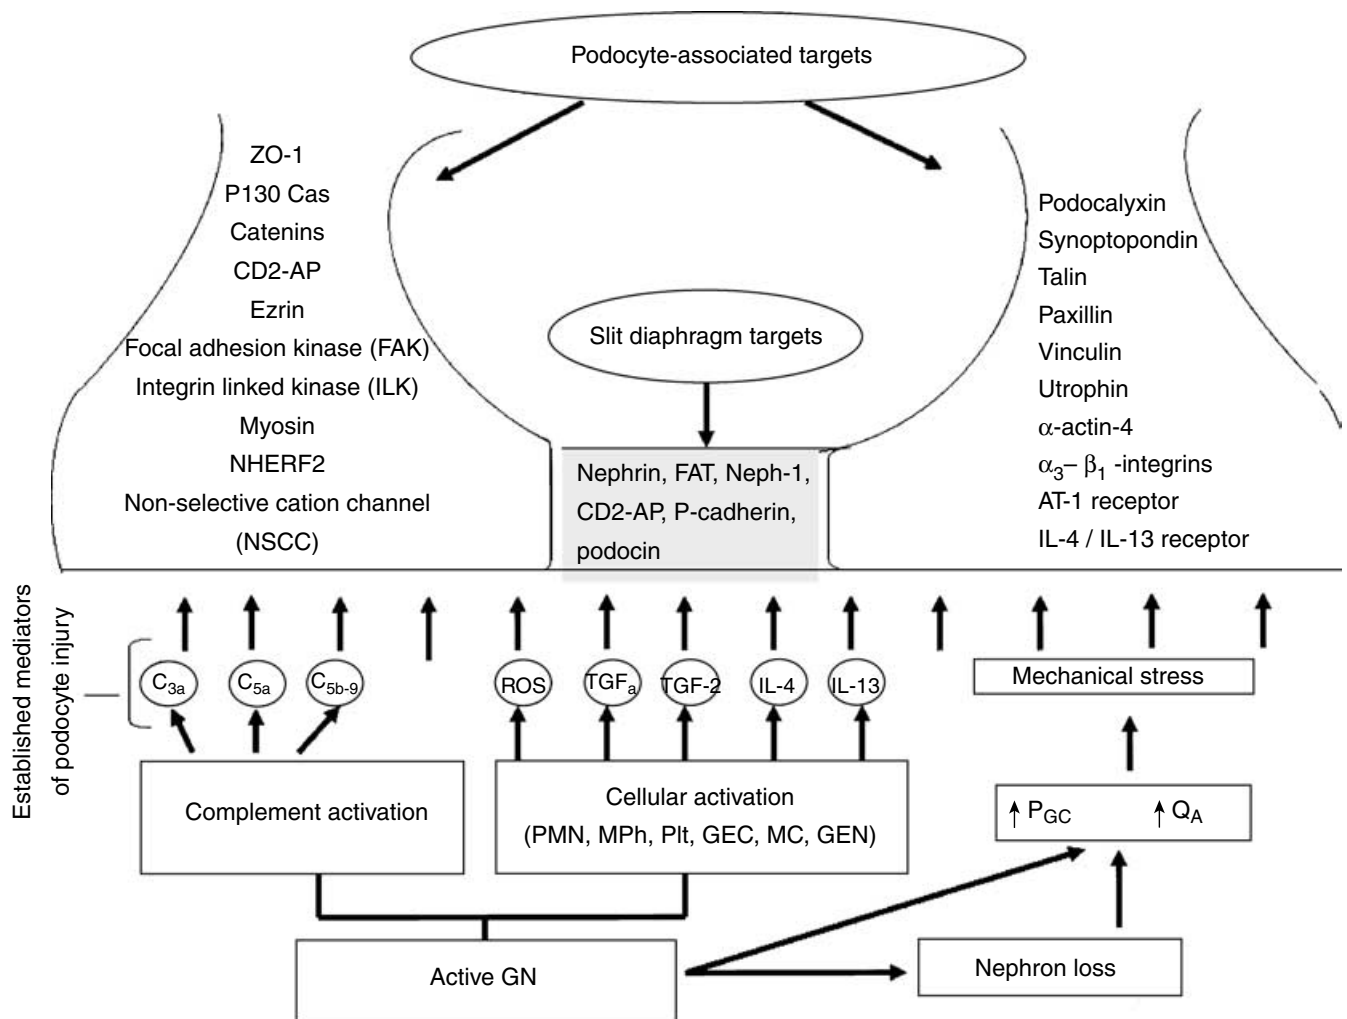 Podocyte-associated targets
ZO-1
P130 Cas
Catenins
CD2-AP
Ezrin
Focal adhesion kinase (FAK)
Integrin linked kinase (ILK)
Myosin
NHERF2
Non-selective cation channel
(NSCC)
Slit diaphragm targets
Nephrin, FAT, Neph-1,
CD2-AP, P-cadherin,
podocin
Podocalyxin
Synoptopondin
Talin
Paxillin
Vinculin
Utrophin
α-actin-4
α3– β1 -integrins
AT-1 receptor
IL-4 / IL-13 receptor
Established mediators
of podocyte injury
C3a
C5a
C5b-9
ROS
TGFa
TGF-2
IL-4
IL-13
Mechanical stress
Complement activation
Cellular activation
(PMN, MPh, Plt, GEC, MC, GEN)
↑ PGC ↑ QA
Active GN
Nephron loss